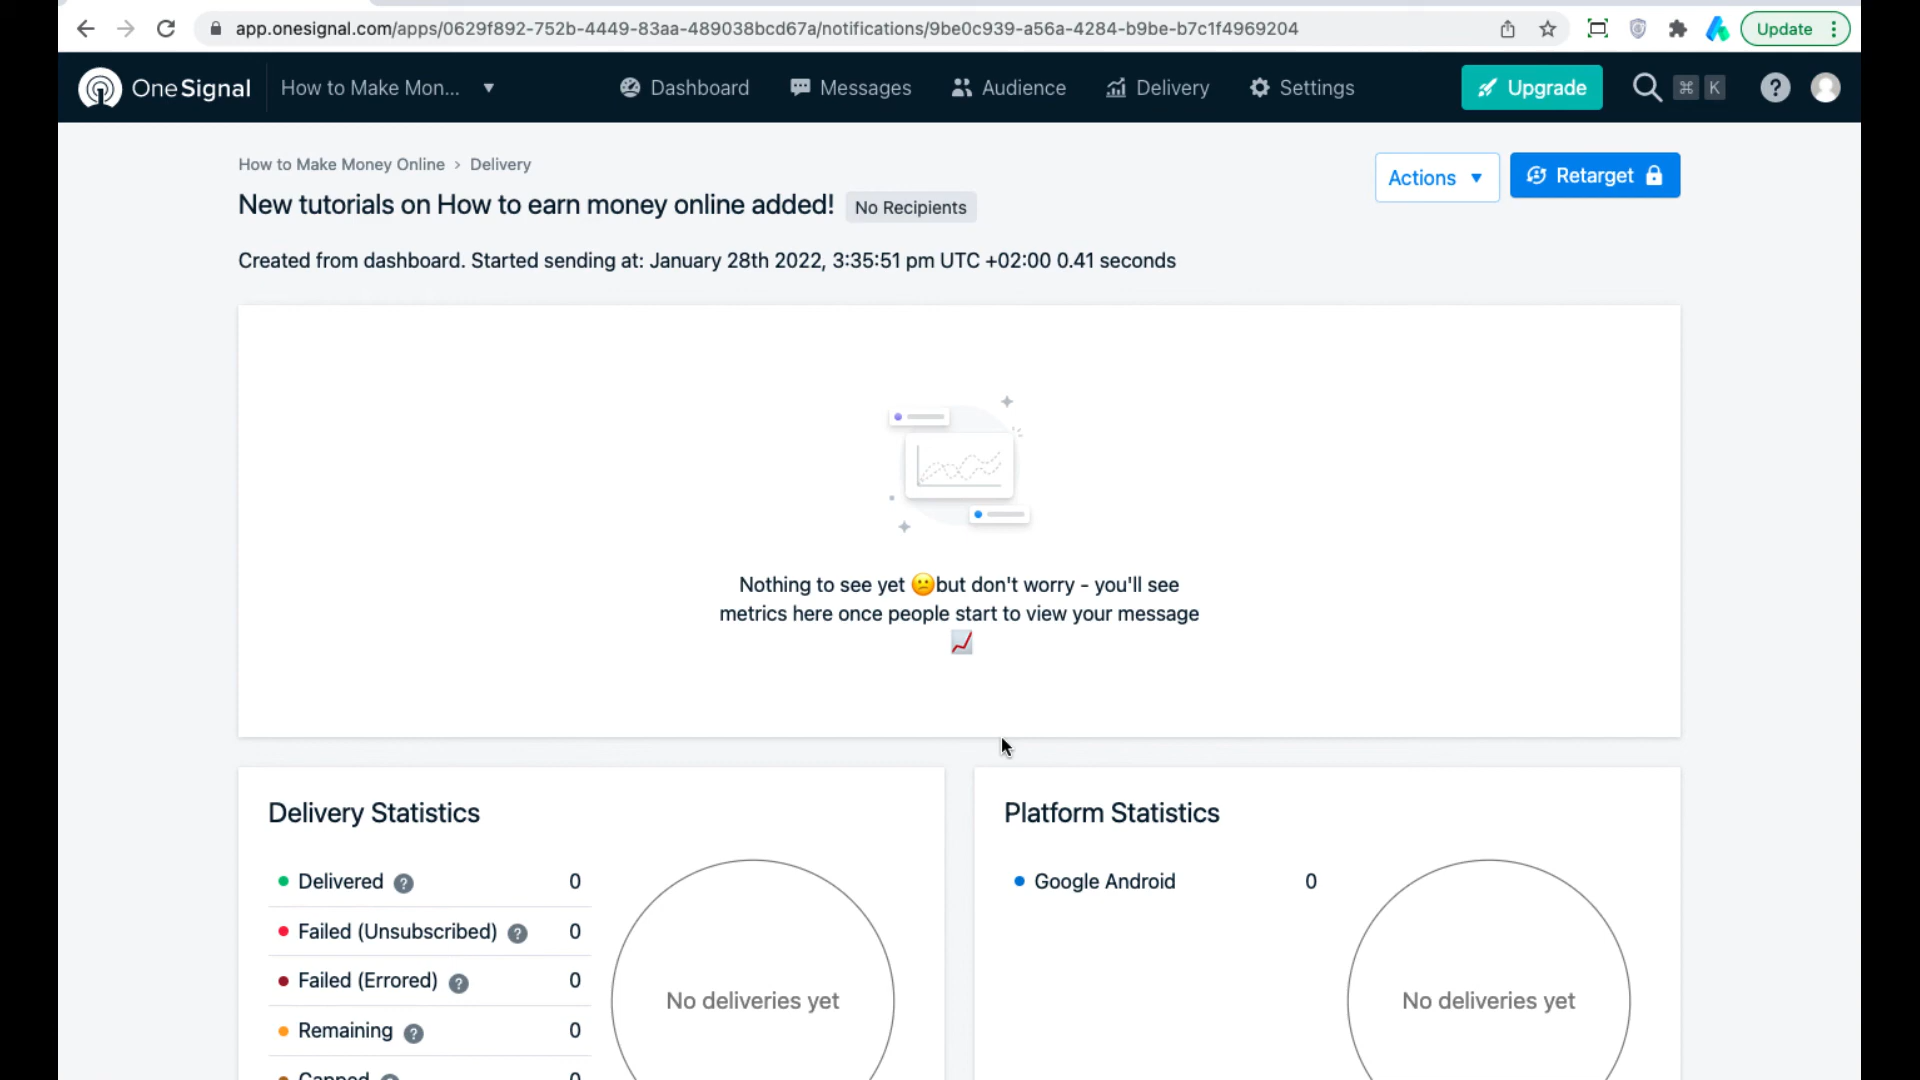 app.onesignal.com/apps/0629f892-752b-4449-83aa-489038bcd67a/notifications/9be0c939-a56a-4284-b9be-b7c1f4969204
Update
OneSignal
How to Make Mon...
Dashboard
Messages
Audience
Delivery
Settings
Upgrade
⌘ K
How to Make Money Online > Delivery
Actions
Retarget
New tutorials on How to earn money online added! No Recipients
Created from dashboard. Started sending at: January 28th 2022, 3:35:51 pm UTC +02:00 0.41 seconds
Nothing to see yet 😕but don't worry - you'll see
metrics here once people start to view your message
📈
Delivery Statistics
Delivered ? 0
Failed (Unsubscribed) ? 0
Failed (Errored) ? 0
Remaining ? 0
Capped 0
No deliveries yet
Platform Statistics
Google Android 0
No deliveries yet